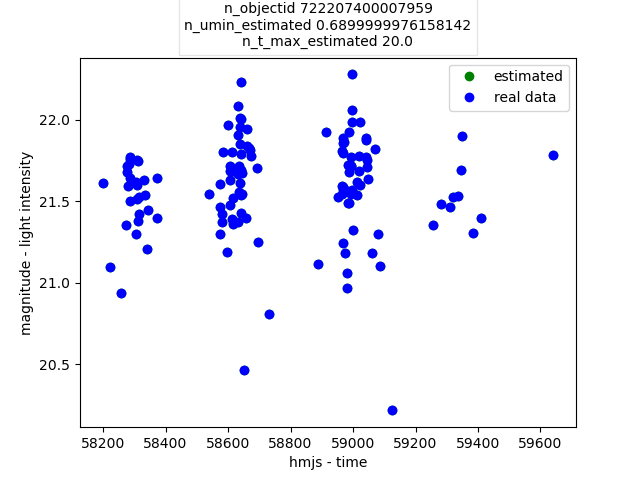 n_objectid 722207400007959
n_umin_estimated 0.6899999976158142
n_t_max_estimated 20.0
estimated
real data
22.0
21.5
21.0
20.5
magnitude - light intensity
58200 58400 58600 58800 59000 59200 59400 59600
hmjs - time